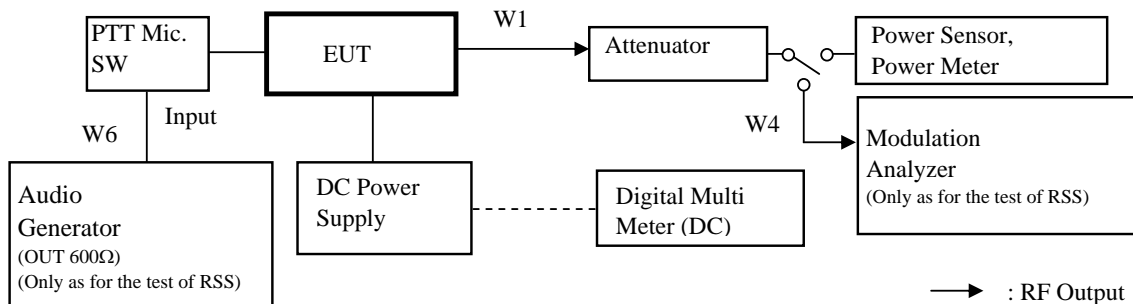 PTT Mic.
SW
EUT
W1
Attenuator
Power Sensor,
Power Meter
W6
Input
W4
Modulation
Analyzer
(Only as for the test of RSS)
Audio
Generator
(OUT 600Ω)
(Only as for the test of RSS)
DC Power
Supply
Digital Multi
Meter (DC)
: RF Output